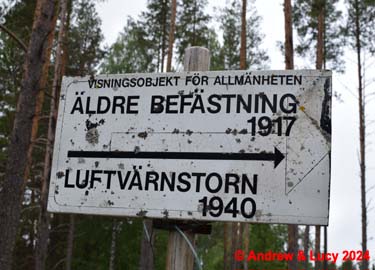 VISNINGSOBJEKT FÖR ALLMÄNHETEN
ÄLDRE BEFÄSTNING
1917
LUFTVÄRNSTORN
1940
© Andrew & Lucy 2024